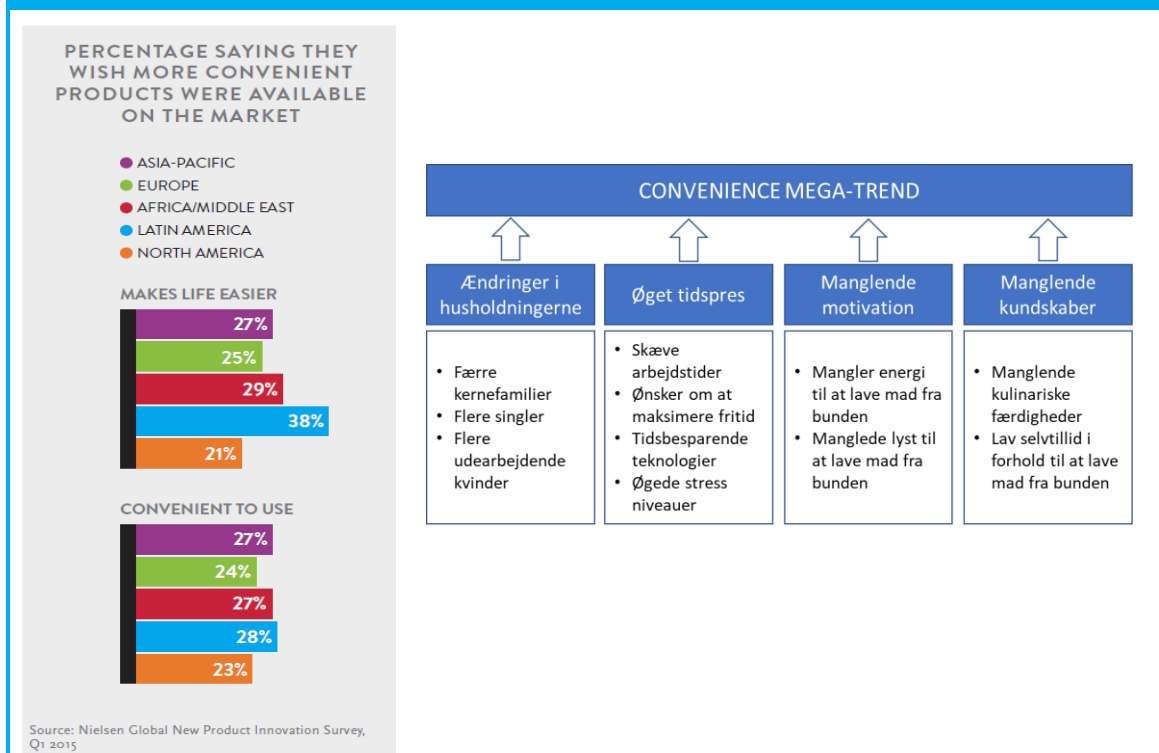 PERCENTAGE SAYING THEY
WISH MORE CONVENIENT
PRODUCTS WERE AVAILABLE
ON THE MARKET
ASIA-PACIFIC
EUROPE
AFRICA/MIDDLE EAST
LATIN AMERICA
NORTH AMERICA
MAKES LIFE EASIER
27%
25%
29%
38%
21%
CONVENIENT TO USE
27%
24%
27%
28%
23%
Source: Nielsen Global New Product Innovation Survey,
Q1 2015
CONVENIENCE MEGA-TREND
Ændringer i
husholdningerne
• Færre
kernefamilier
• Flere singler
• Flere
udearbejdende
kvinder
Øget tidspres
• Skæve
arbejdstider
• Ønsker om at
maksimere fritid
• Tidsbesparende
teknologier
• Øgede stress
niveauer
Manglende
motivation
• Mangler energi
til at lave mad fra
bunden
• Manglede lyst til
at lave mad fra
bunden
Manglende
kundskaber
• Manglende
kulinariske
færdigheder
• Lav selvtillid i
forhold til at lave
mad fra bunden